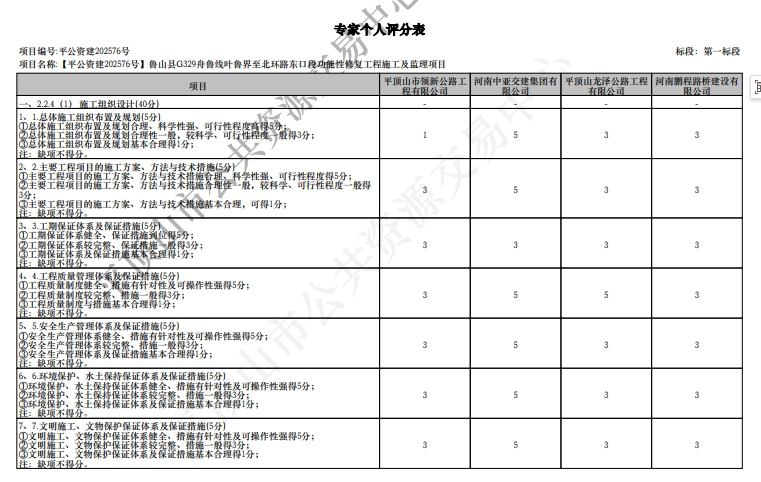 专家个人评分表
项目编号:平公资建202576号
标段: 第一标段
项目名称:【平公资建202576号】鲁山县G329舟鲁线叶鲁界至北环路东口段功能性修复工程施工及监理项目
项目
平顶山市领新公路工程有限公司
河南中亚交建集团有限公司
平顶山龙泽公路工程有限公司
河南鹏程路桥建设有限公司
一、2.2.4 (1) 施工组织设计(40分) - - - -
1、1.总体施工组织布置及规划(5分)
①总体施工组织布置及规划合理、科学性强、可行性程度高得5分;
②总体施工组织布置及规划合理性一般,较科学、可行性程度一般得3分;
③总体施工组织布置及规划基本合理得1分;
注: 缺项不得分。
1 5 3 3
2、2.主要工程项目的施工方案、方法与技术措施(5分)
①主要工程项目的施工方案、方法与技术措施合理、科学性强、可行性程度高得5分;
②主要工程项目的施工方案、方法与技术措施合理性一般,较科学、可行性程度一般得
3分;
③主要工程项目的施工方案、方法与技术措施基本合理,可得1分;
注: 缺项不得分。
3 5 3 3
3、3.工期保证体系及保证措施(5分)
①工期保证体系健全、保证措施到位得5分;
②工期保证体系较完整、保证措施一般得3分;
③工期保证体系及保证措施基本合理得1分;
注: 缺项不得分。
3 3 3 3
4、4.工程质量管理体系及保证措施(5分)
①工程质量制度健全、措施有针对性及可操作性强得5分;
②工程质量制度较完整、措施一般得3分;
③工程质量制度与措施基本合理得1分;
注: 缺项不得分。
3 5 5 3
5、5.安全生产管理体系及保证措施(5分)
①安全生产管理体系健全、措施有针对性及可操作性强得5分;
②安全生产管理体系较完整、措施一般得3分;
③安全生产管理体系及保证措施基本合理得1分;
注: 缺项不得分。
3 5 3 3
6、6.环境保护、水土保持保证体系及保证措施(5分)
①环境保护、水土保持保证体系健全、措施有针对性及可操作性强得5分;
②环境保护、水土保持保证体系较完整、措施一般得3分;
③环境保护、水土保持保证体系及保证措施基本合理得1分;
注: 缺项不得分。
3 5 3 3
7、7.文明施工、文物保护保证体系及保证措施(5分)
①文明施工、文物保护保证体系健全、措施有针对性及可操作性强得5分;
②文明施工、文物保护保证体系较完整、措施一般得3分;
③文明施工、文物保护保证体系及保证措施基本合理得1分;
注: 缺项不得分。
3 5 3 3
平顶山市公共资源交易中心
平顶山市公共资源交易中心